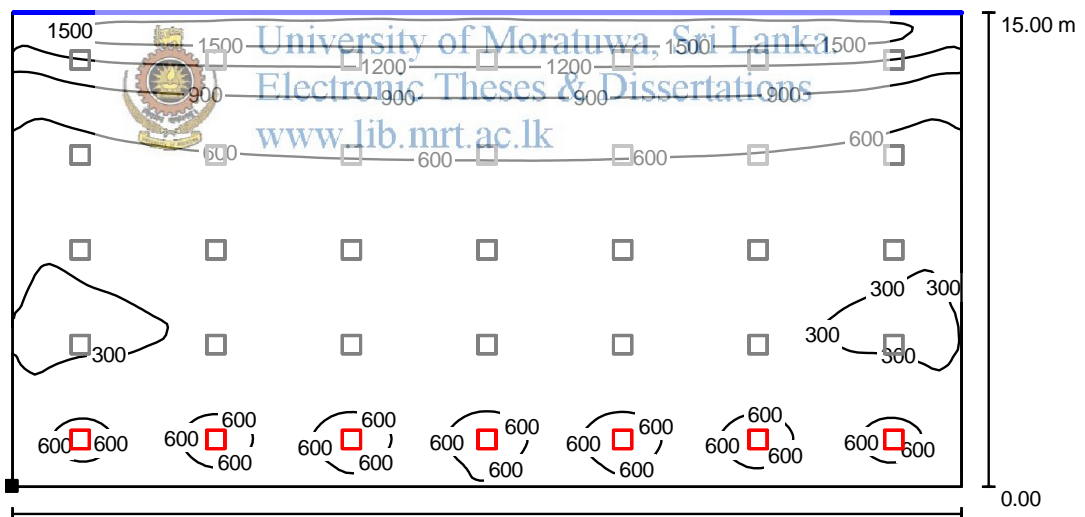 15.00 m
1500
1500 1500 1500
University of Moratuwa, Sri Lanka
1200 1200
Electronic Theses & Dissertations
900 900 900 900
www.lib.mrt.ac.lk
600 600 600 600
300 300
300 300
300
600 600 600 600 600 600
600 600 600 600 600 600 600 600 600
600 600 600 600 600 600
0.00